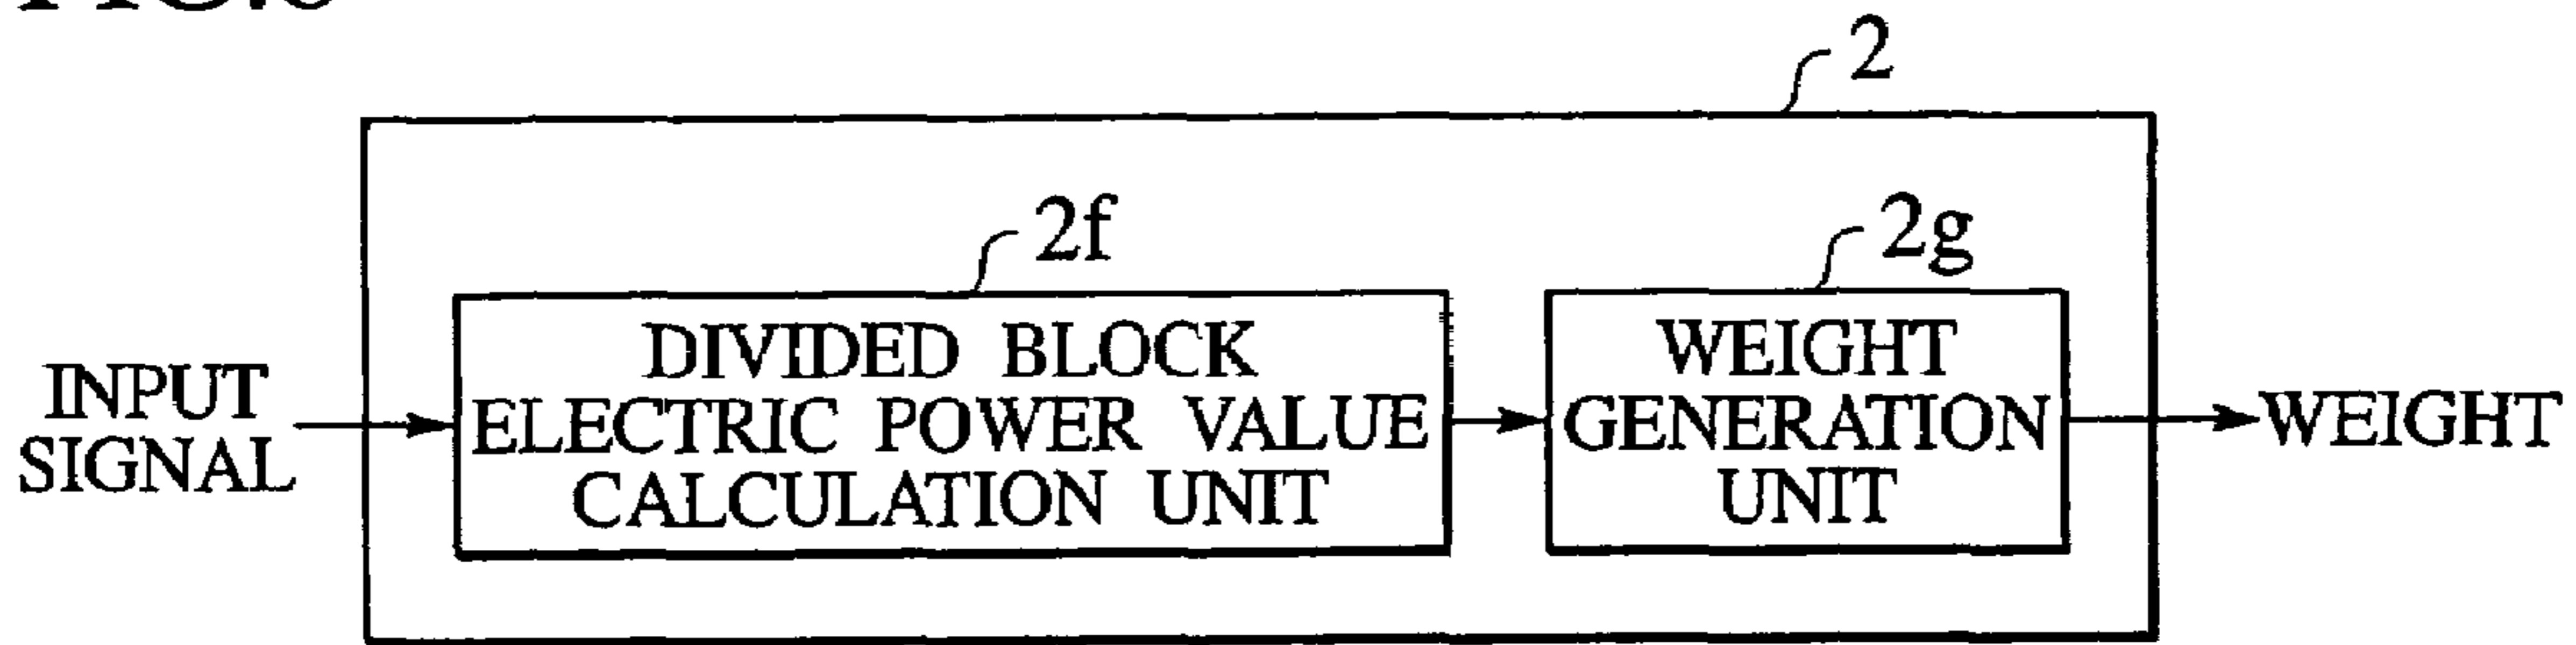 2
2f
2g
INPUT
SIGNAL
DIVIDED BLOCK
ELECTRIC POWER VALUE
CALCULATION UNIT
WEIGHT
GENERATION
UNIT
WEIGHT